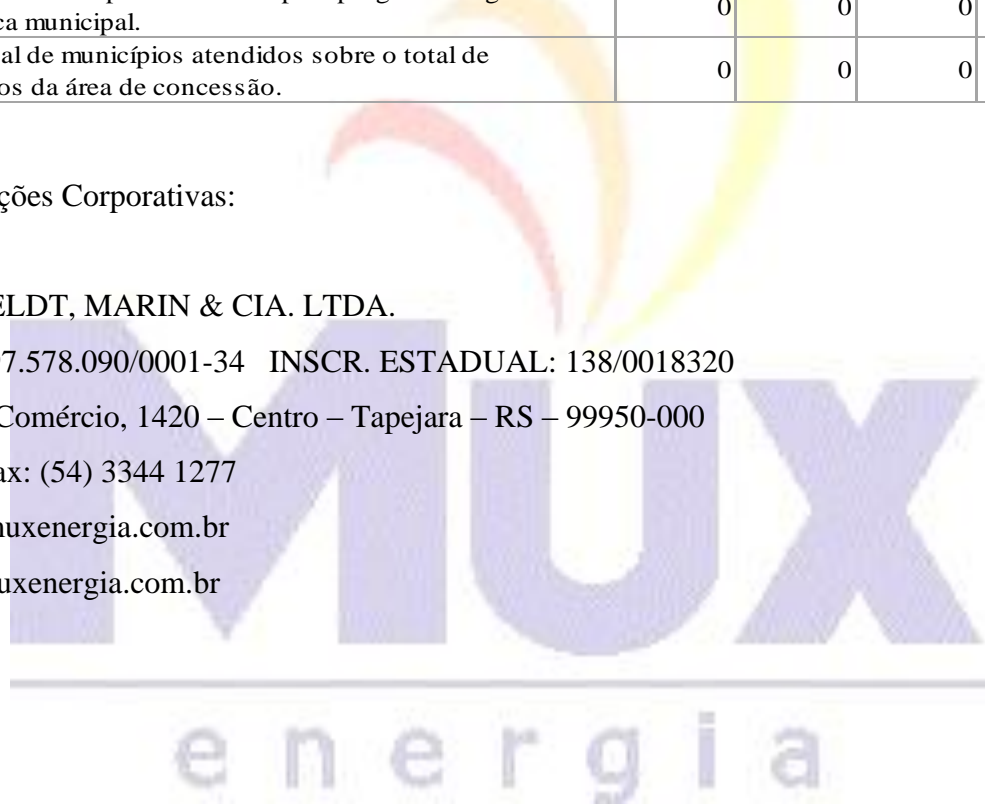 ca municipal.
0 0 0
al de municípios atendidos sobre o total de
os da área de concessão.
0 0 0
ções Corporativas:
ELDT, MARIN & CIA. LTDA.
7.578.090/0001-34 INSCR. ESTADUAL: 138/0018320
Comércio, 1420 – Centro – Tapejara – RS – 99950-000
ax: (54) 3344 1277
muxenergia.com.br
uxenergia.com.br
Mux
energia